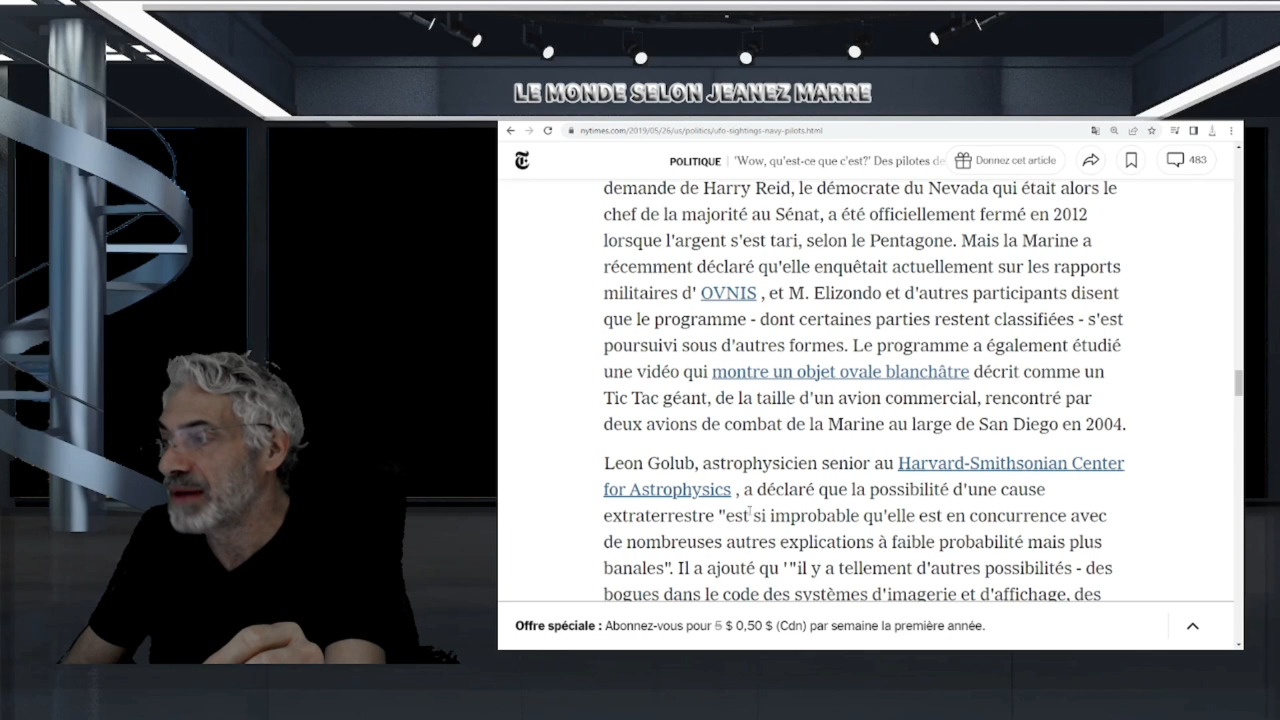 LE MONDE SELON JEANEZ MARRE
nytimes.com/2019/05/26/us/politics/ufo-sightings-navy-pilots.html
POLITIQUE | 'Wow, qu'est-ce que c'est?' Des pilotes de
Donnez cet article
483
demande de Harry Reid, le démocrate du Nevada qui était alors le
chef de la majorité au Sénat, a été officiellement fermé en 2012
lorsque l'argent s'est tari, selon le Pentagone. Mais la Marine a
récemment déclaré qu'elle enquêtait actuellement sur les rapports
militaires d' OVNIS , et M. Elizondo et d'autres participants disent
que le programme - dont certaines parties restent classifiées - s'est
poursuivi sous d'autres formes. Le programme a également étudié
une vidéo qui montre un objet ovale blanchâtre décrit comme un
Tic Tac géant, de la taille d'un avion commercial, rencontré par
deux avions de combat de la Marine au large de San Diego en 2004.
Leon Golub, astrophysicien senior au Harvard-Smithsonian Center
for Astrophysics , a déclaré que la possibilité d'une cause
extraterrestre "est si improbable qu'elle est en concurrence avec
de nombreuses autres explications à faible probabilité mais plus
banales". Il a ajouté qu '"il y a tellement d'autres possibilités - des
bogues dans le code des systèmes d'imagerie et d'affichage, des
Offre spéciale : Abonnez-vous pour 5 $ 0,50 $ (Cdn) par semaine la première année.